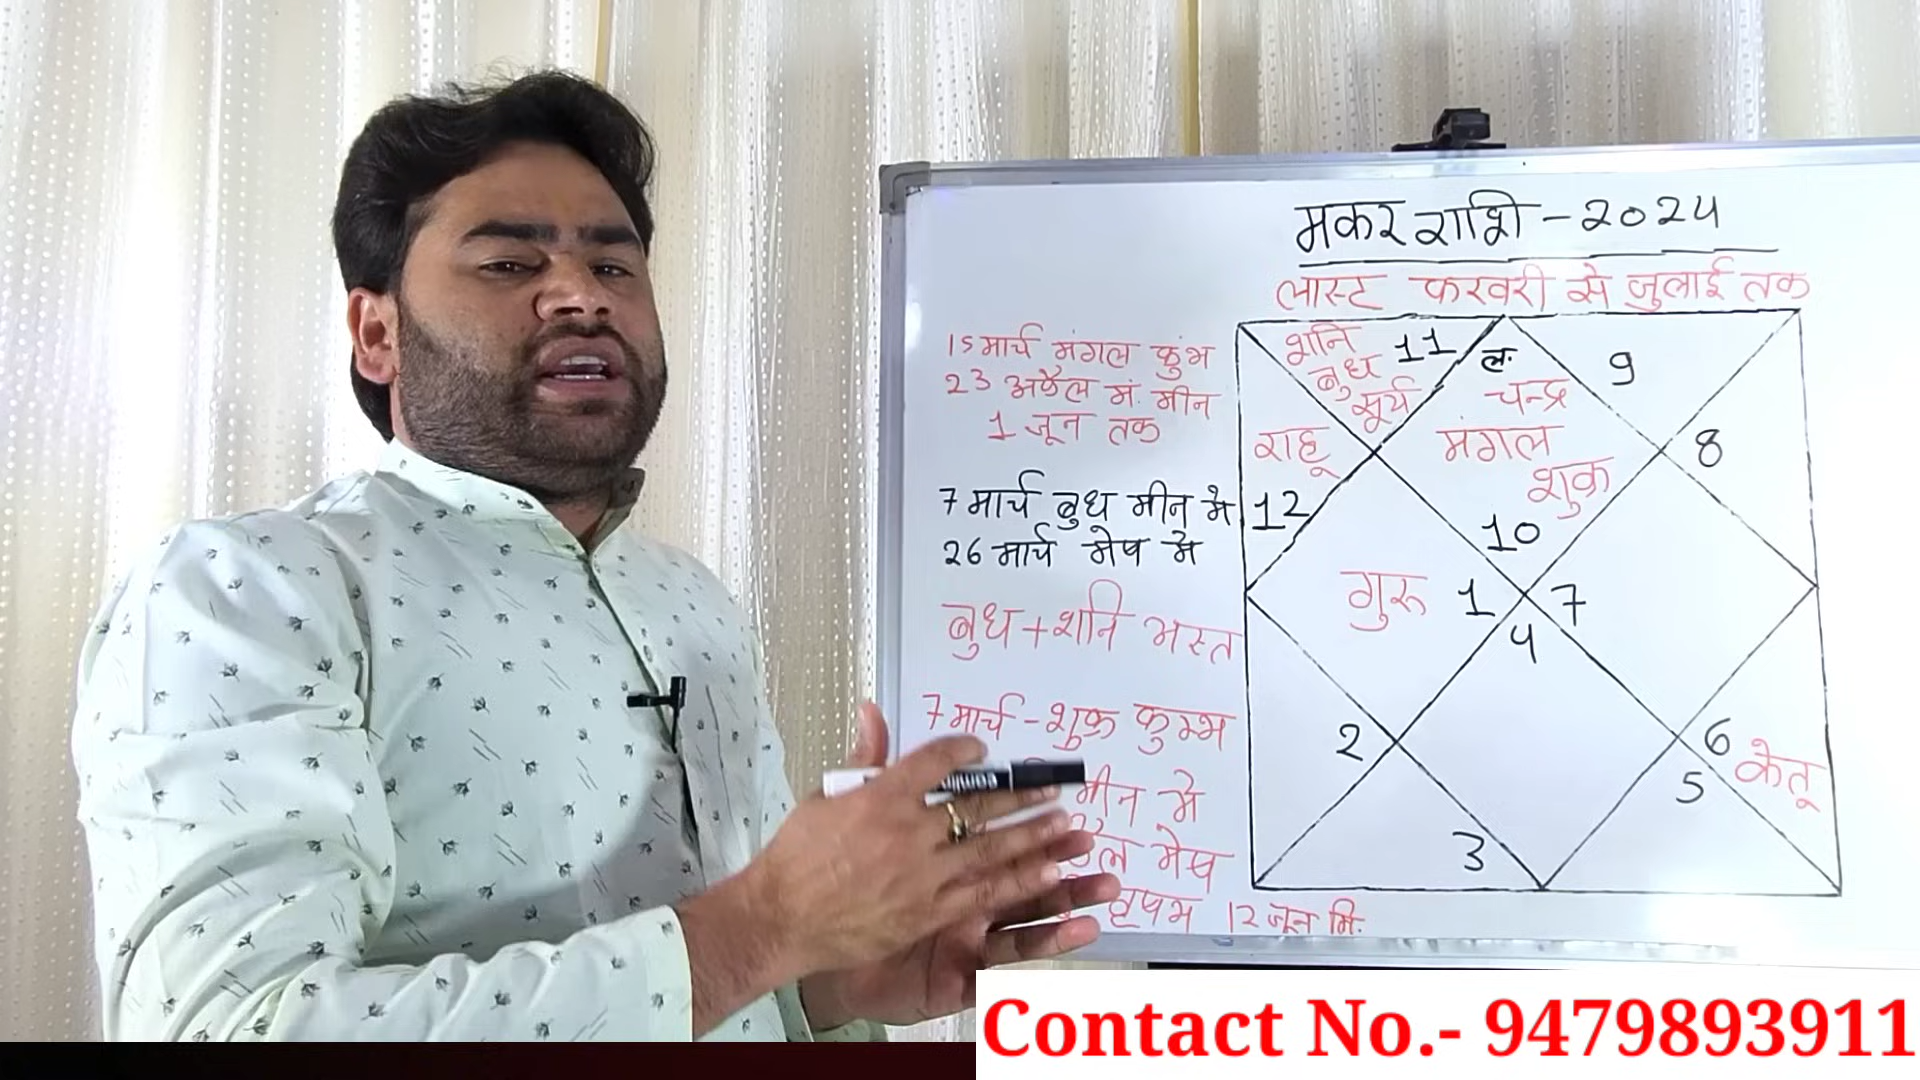 मकर राशि - 2024
लास्ट फरवरी से जुलाई तक
15 मार्च मंगल कुंभ
23 अप्रैल मं. मीन
1 जून तक
7 मार्च बुध मीन मे
26 मार्च मेष मे
बुध + शनि अस्त
7 मार्च - शुक्र कुम्भ
मीन मे
मेष
वृषभ 12 जून मि.
शनि 11
बुध
सूर्य
ल.
चन्द्र
मंगल
शुक्र
10
9
8
राहू
12
गुरू 1
7
4
2
3
6
केतू
5
Contact No.- 9479893911